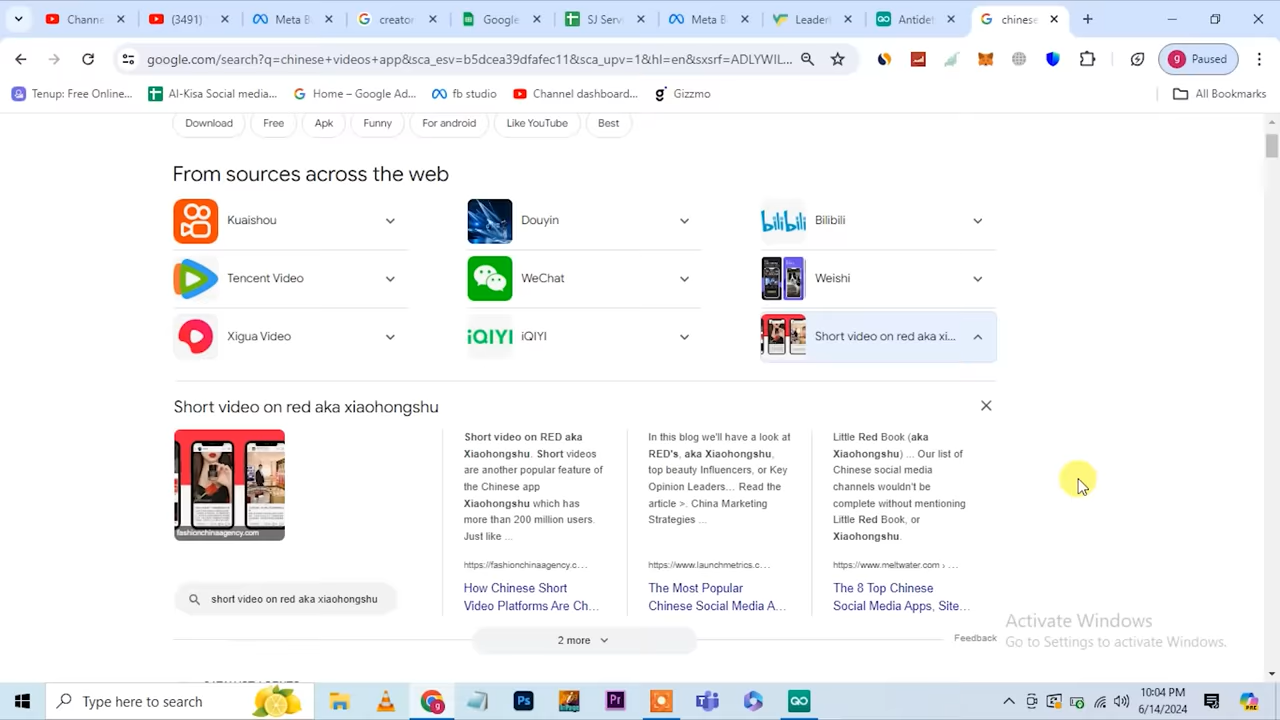 Chane
(3491)
Meta B
creator
Google
SJ Serv
Meta B
Leader
Antidet
chinese
google.com/search?q=chinese+videos+app&sca_esv=b5dcea39dfafec11&sca_upv=1&hl=en&sxsrf=ADLYWIL...
9 Paused
Tenup: Free Online...
Al-Kisa Social media...
Home – Google Ad...
fb studio
Channel dashboard...
Gizzmo
All Bookmarks
Download Free Apk Funny For android Like YouTube Best
From sources across the web
Kuaishou
Douyin
bilibili Bilibili
Tencent Video
WeChat
Weishi
Xigua Video
iQIYI iQIYI
Short video on red aka xi...
Short video on red aka xiaohongshu
fashionchinaagency.com
short video on red aka xiaohongshu
Short video on RED aka
Xiaohongshu. Short videos
are another popular feature of
the Chinese app
Xiaohongshu which has
more than 200 million users.
Just like ...
https://fashionchinaagency.c...
How Chinese Short
Video Platforms Are Ch...
In this blog we'll have a look at
RED's, aka Xiaohongshu,
top beauty Influencers, or Key
Opinion Leaders... Read the
article >. China Marketing
Strategies ...
https://www.launchmetrics.c...
The Most Popular
Chinese Social Media A...
Little Red Book (aka
Xiaohongshu) ... Our list of
Chinese social media
channels wouldn't be
complete without mentioning
Little Red Book, or
Xiaohongshu.
https://www.meltwater.com › ...
The 8 Top Chinese
Social Media Apps, Site...
2 more
Feedback
Activate Windows
Go to Settings to activate Windows.
Type here to search
Ps
Pr
10:04 PM
6/14/2024